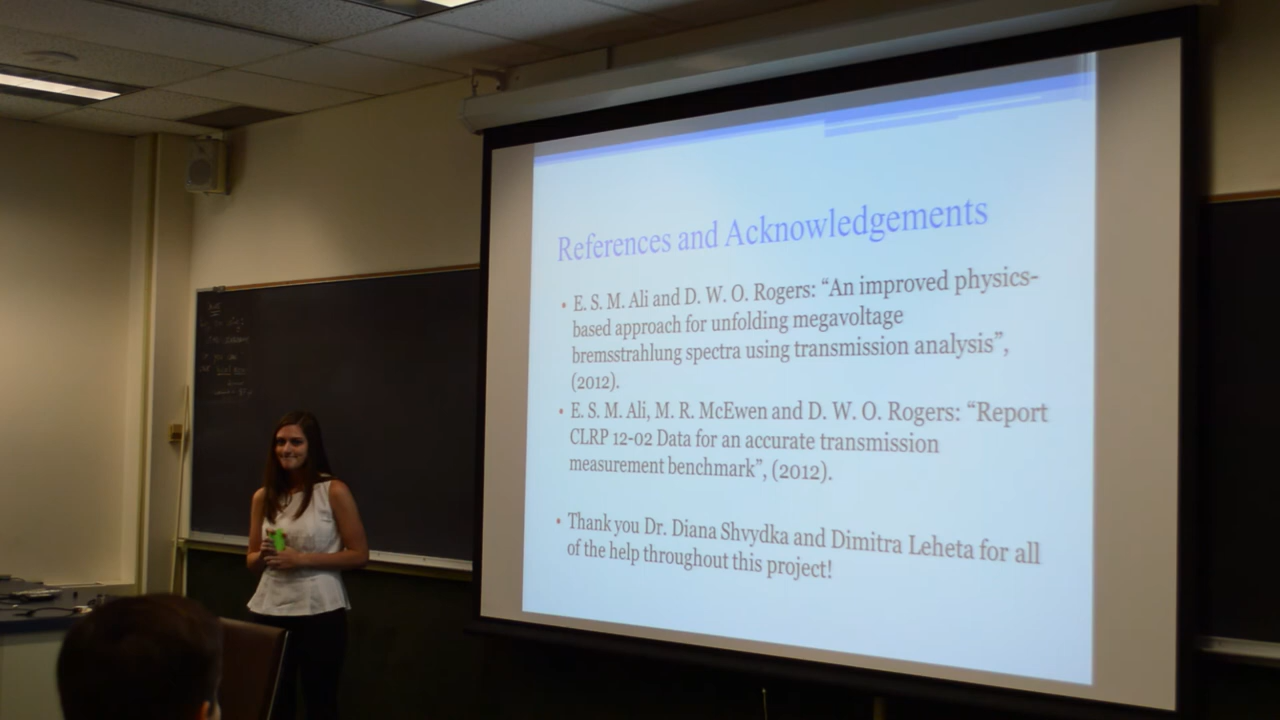 References and Acknowledgements
• E. S. M. Ali and D. W. O. Rogers: “An improved physics-
based approach for unfolding megavoltage
bremsstrahlung spectra using transmission analysis”,
(2012).
• E. S. M. Ali, M. R. McEwen and D. W. O. Rogers: “Report
CLRP 12-02 Data for an accurate transmission
measurement benchmark”, (2012).
• Thank you Dr. Diana Shvydka and Dimitra Leheta for all
of the help throughout this project!